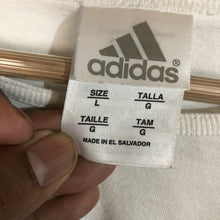 adidas
SIZE TALLA
L G
TAILLE TAM
G G
MADE IN EL SALVADOR